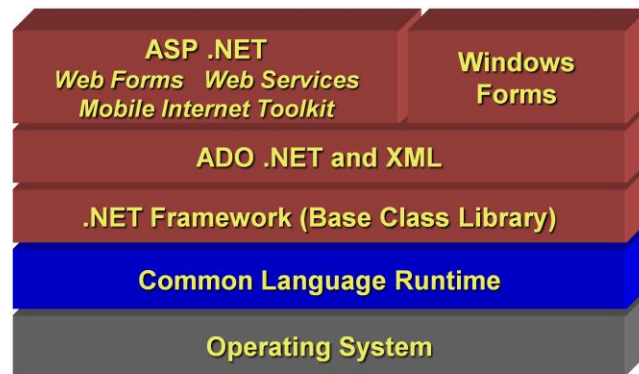 ASP .NET
Web Forms Web Services
Mobile Internet Toolkit
Windows
Forms
ADO .NET and XML
.NET Framework (Base Class Library)
Common Language Runtime
Operating System